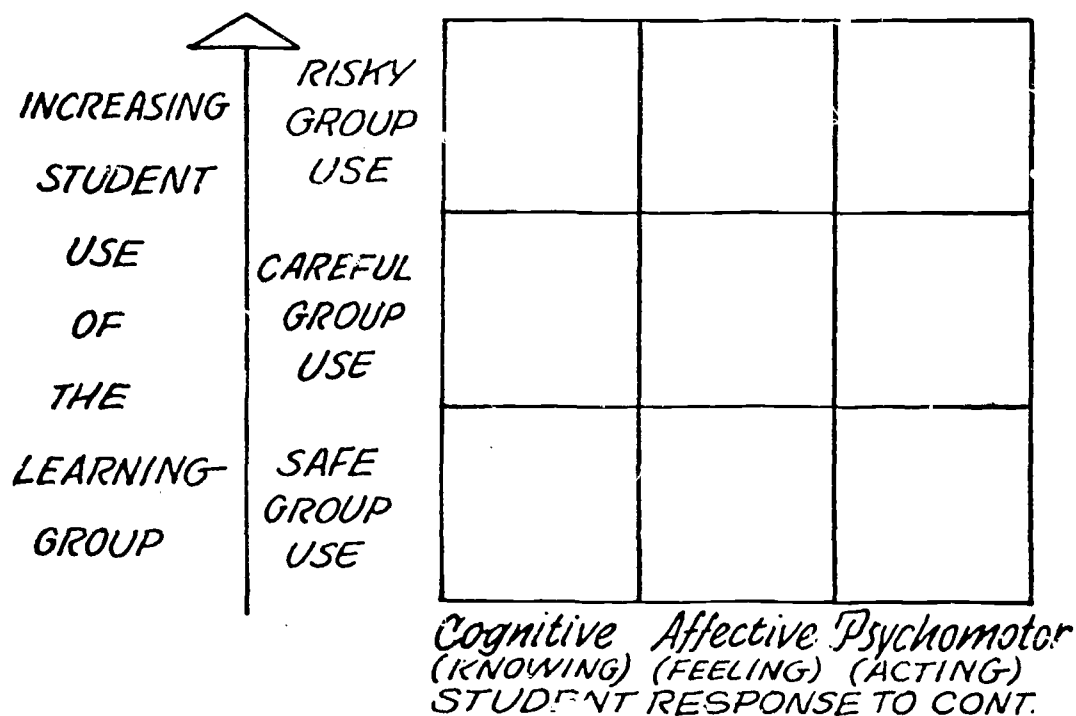 INCREASING
STUDENT
USE
OF
THE
LEARNING
GROUP
RISKY
GROUP
USE
CAREFUL
GROUP
USE
SAFE
GROUP
USE
Cognitive Affective Psychomotor
(KNOWING) (FEELING) (ACTING)
STUDENT RESPONSE TO CONT.